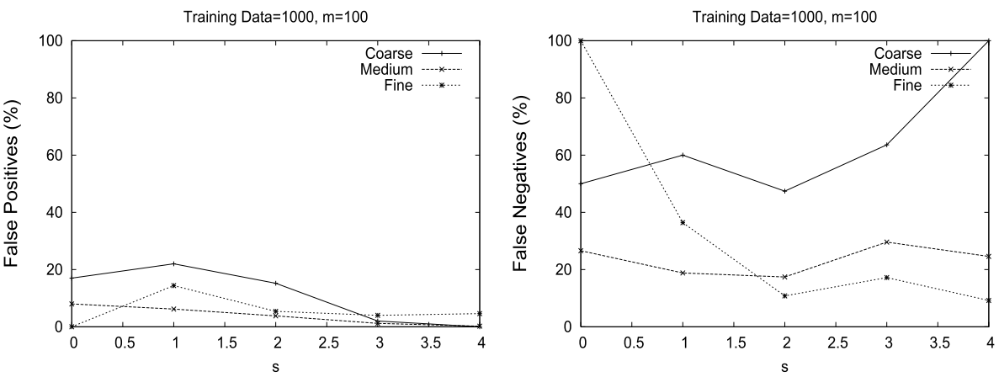 Training Data=1000, m=100
False Positives (%)
100
80
60
40
20
0
Coarse
Medium
Fine
0 0.5 1 1.5 2 2.5 3 3.5 4
s
Training Data=1000, m=100
False Negatives (%)
100
80
60
40
20
0
Coarse
Medium
Fine
0 0.5 1 1.5 2 2.5 3 3.5 4
s